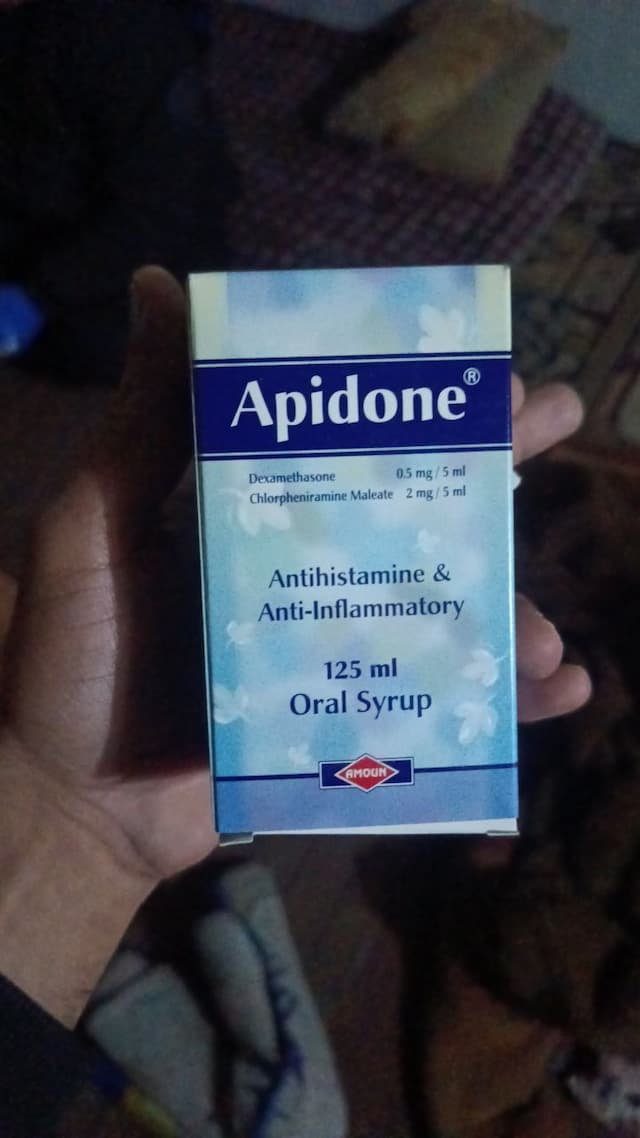 Apidone®
Dexamethasone 0.5 mg / 5 ml
Chlorpheniramine Maleate 2 mg / 5 ml
Antihistamine &
Anti-Inflammatory
125 ml
Oral Syrup
AMOUN